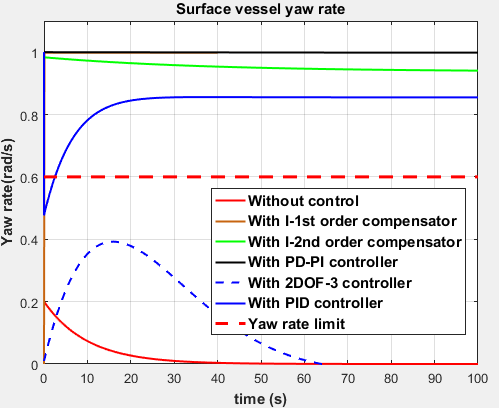 Surface vessel yaw rate
Yaw rate(rad/s)
1
0.8
0.6
0.4
0.2
0
Without control
With I-1st order compensator
With I-2nd order compensator
With PD-PI controller
With 2DOF-3 controller
With PID controller
Yaw rate limit
0 10 20 30 40 50 60 70 80 90 100
time (s)